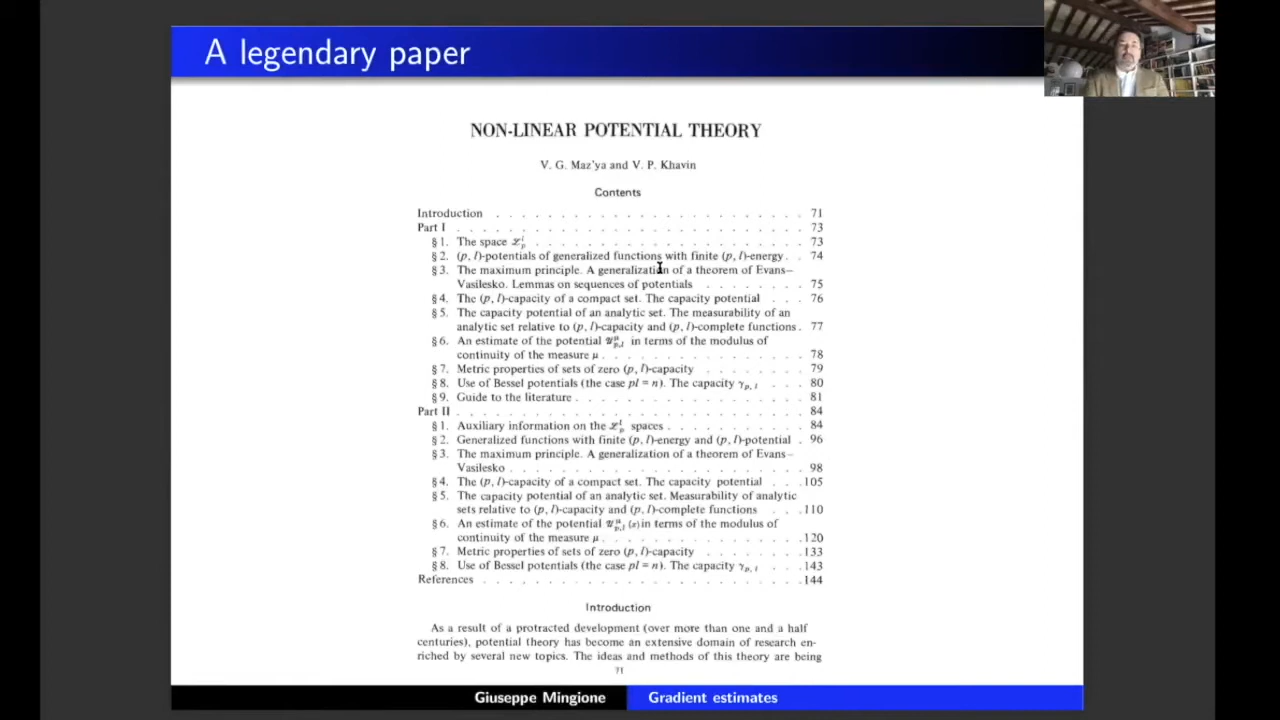 A legendary paper
NON-LINEAR POTENTIAL THEORY
V. G. Maz'ya and V. P. Khavin
Contents
Introduction . . . . . . . . . . . . . . . . . . . . . . . 71
Part I . . . . . . . . . . . . . . . . . . . . . . . . . 73
§ 1. The space ℒₚˡ . . . . . . . . . . . . . . . . . . . 73
§ 2. (p, l)-potentials of generalized functions with finite (p, l)-energy . . 74
§ 3. The maximum principle. A generalization of a theorem of Evans–
Vasilesko. Lemmas on sequences of potentials . . . . . . . 75
§ 4. The (p, l)-capacity of a compact set. The capacity potential . . . 76
§ 5. The capacity potential of an analytic set. The measurability of an
analytic set relative to (p, l)-capacity and (p, l)-complete functions . 77
§ 6. An estimate of the potential 𝒰^μ_{p,l} in terms of the modulus of
continuity of the measure μ . . . . . . . . . . . . . . 78
§ 7. Metric properties of sets of zero (p, l)-capacity . . . . . . . 79
§ 8. Use of Bessel potentials (the case pl = n). The capacity γ_{p, l} . . . 80
§ 9. Guide to the literature . . . . . . . . . . . . . . . . 81
Part II . . . . . . . . . . . . . . . . . . . . . . . . . 84
§ 1. Auxiliary information on the ℒₚˡ spaces . . . . . . . . . 84
§ 2. Generalized functions with finite (p, l)-energy and (p, l)-potential . 96
§ 3. The maximum principle. A generalization of a theorem of Evans–
Vasilesko . . . . . . . . . . . . . . . . . . . . . 98
§ 4. The (p, l)-capacity of a compact set. The capacity potential . . . 105
§ 5. The capacity potential of an analytic set. Measurability of analytic
sets relative to (p, l)-capacity and (p, l)-complete functions . . . 110
§ 6. An estimate of the potential 𝒰^μ_{p,l} (x) in terms of the modulus of
continuity of the measure μ . . . . . . . . . . . . . . 120
§ 7. Metric properties of sets of zero (p, l)-capacity . . . . . . . 133
§ 8. Use of Bessel potentials (the case pl = n). The capacity γ_{p, l} . . . 143
References . . . . . . . . . . . . . . . . . . . . . . . 144
Introduction
As a result of a protracted development (over more than one and a half
centuries), potential theory has become an extensive domain of research en-
riched by several new topics. The ideas and methods of this theory are being
71
Giuseppe Mingione Gradient estimates